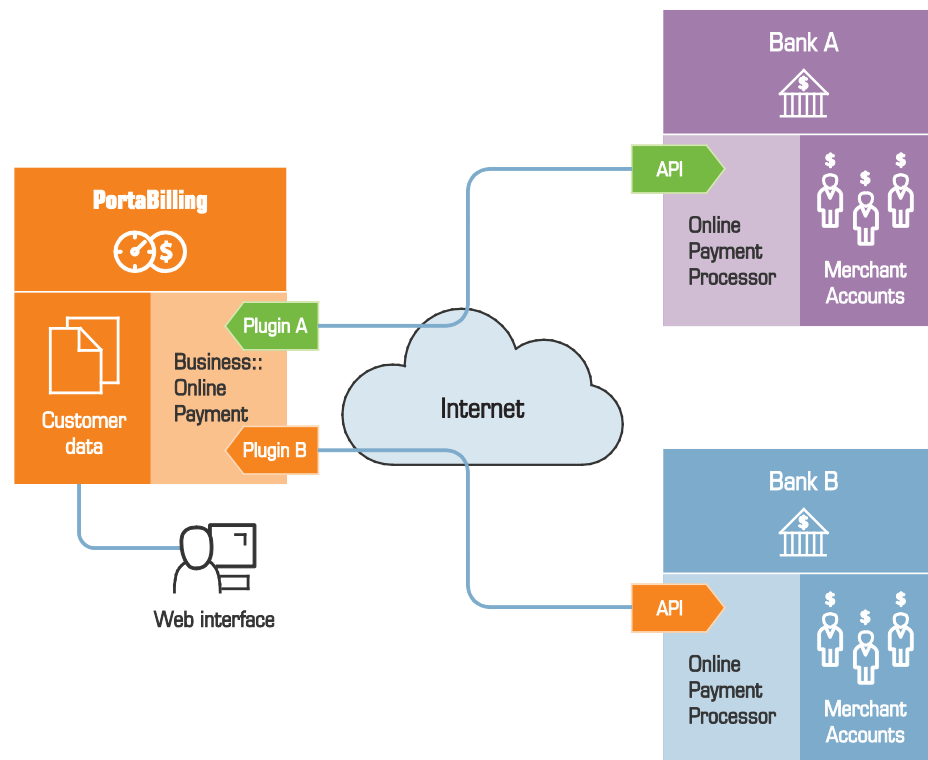 Bank A
API
Online
Payment
Processor
Merchant
Accounts
PortaBilling
Customer
data
Plugin A
Business::
Online
Payment
Plugin B
Internet
Web interface
Bank B
API
Online
Payment
Processor
Merchant
Accounts